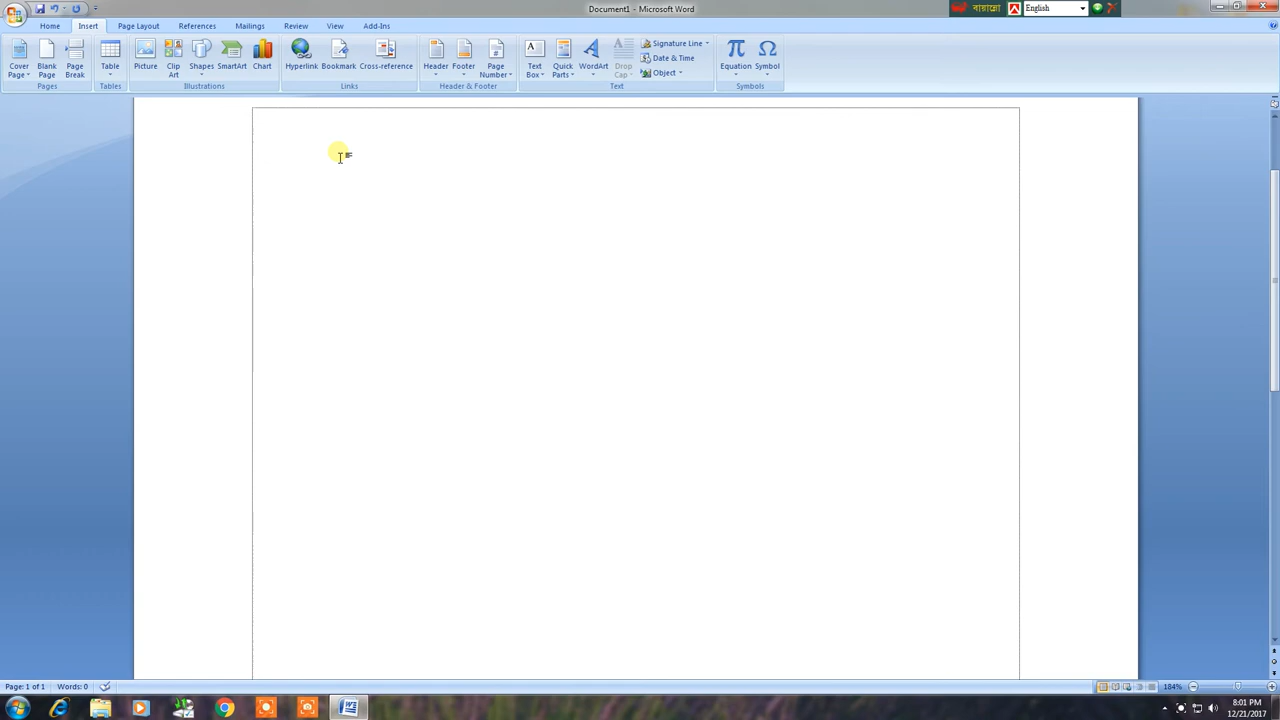 Document1 - Microsoft Word
বায়ান্নো English
Home Insert Page Layout References Mailings Review View Add-Ins
Cover Page Blank Page Page Break Table Picture Clip Art Shapes SmartArt Chart Hyperlink Bookmark Cross-reference Header Footer Page Number Text Box Quick Parts WordArt Drop Cap Signature Line Date & Time Object Equation Symbol
Pages Tables Illustrations Links Header & Footer Text Symbols
Page: 1 of 1 Words: 0 184%
8:01 PM
12/21/2017